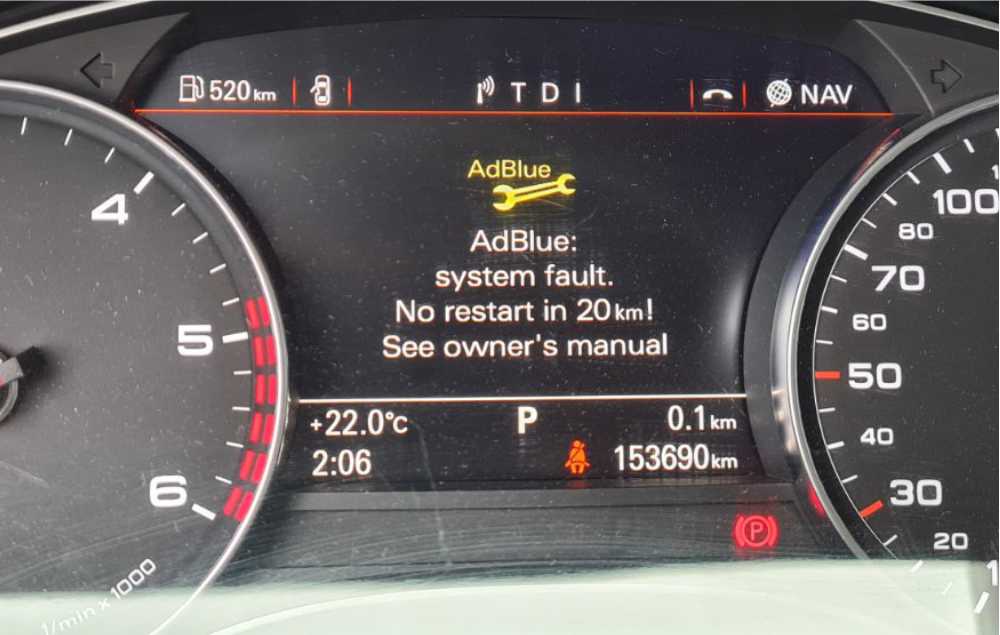 520 km
T D I
NAV
AdBlue
AdBlue:
system fault.
No restart in 20 km!
See owner's manual
+22.0°C
P
0.1 km
2:06
153690 km
P
4
5
6
1/min x 1000
100
80
70
60
50
40
30
20